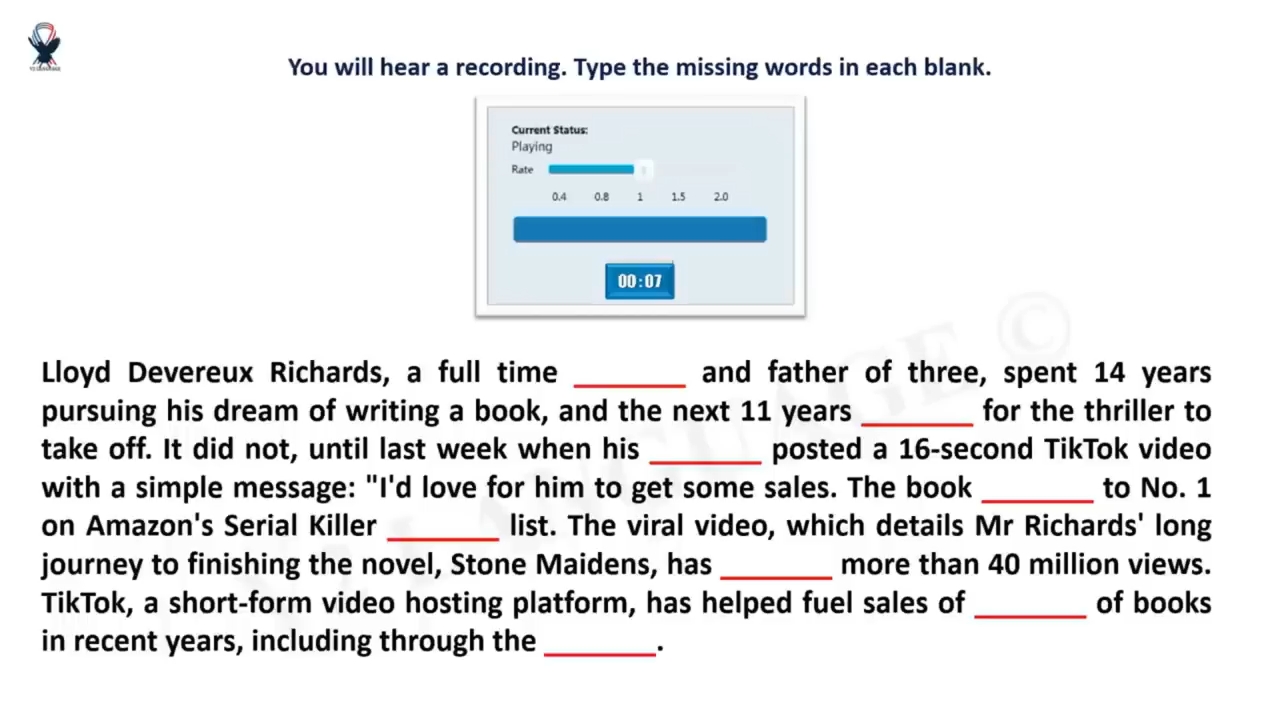 You will hear a recording. Type the missing words in each blank.
Current Status:
Playing
Rate
0.4 0.8 1 1.5 2.0
00:07
Lloyd Devereux Richards, a full time ________ and father of three, spent 14 years
pursuing his dream of writing a book, and the next 11 years ________ for the thriller to
take off. It did not, until last week when his ________ posted a 16-second TikTok video
with a simple message: "I'd love for him to get some sales. The book ________ to No. 1
on Amazon's Serial Killer ________ list. The viral video, which details Mr Richards' long
journey to finishing the novel, Stone Maidens, has ________ more than 40 million views.
TikTok, a short-form video hosting platform, has helped fuel sales of ________ of books
in recent years, including through the ________.